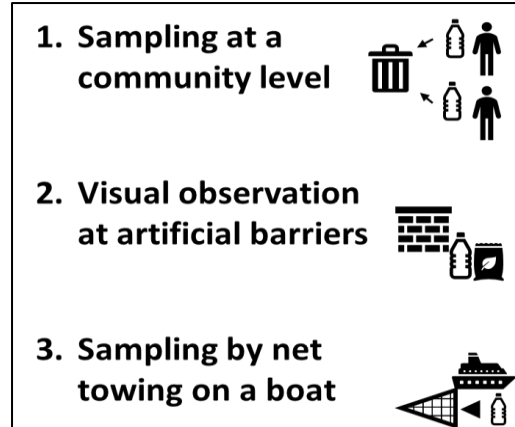 1. Sampling at a
community level
2. Visual observation
at artificial barriers
3. Sampling by net
towing on a boat